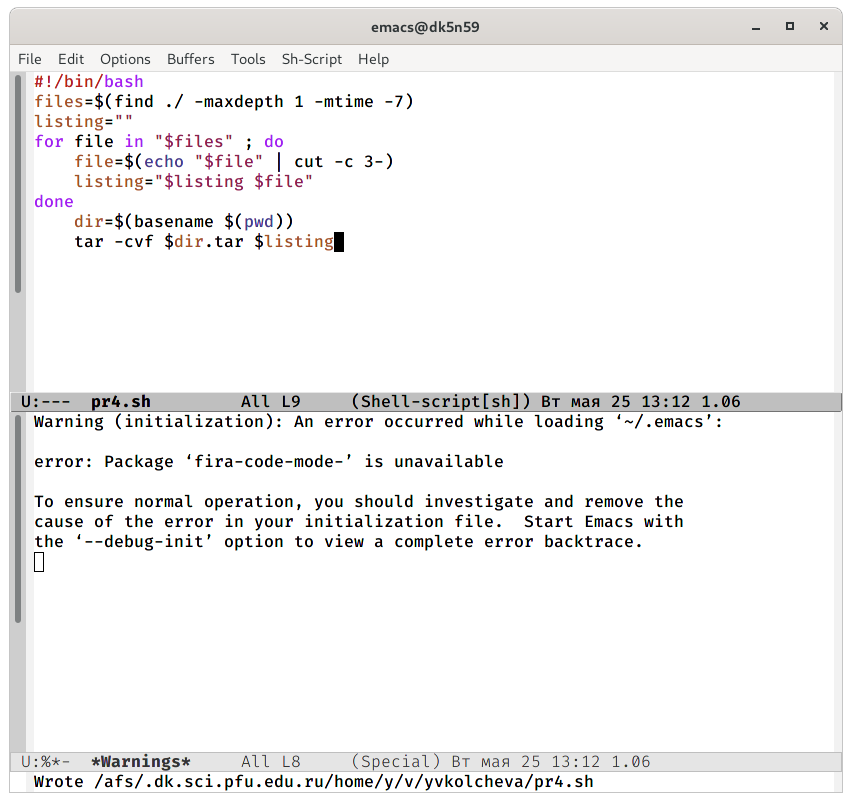 emacs@dk5n59
File Edit Options Buffers Tools Sh-Script Help
#!/bin/bash
files=$(find ./ -maxdepth 1 -mtime -7)
listing=""
for file in "$files" ; do
    file=$(echo "$file" | cut -c 3-)
    listing="$listing $file"
done
    dir=$(basename $(pwd))
    tar -cvf $dir.tar $listing
U:--- pr4.sh All L9 (Shell-script[sh]) Вт мая 25 13:12 1.06
Warning (initialization): An error occurred while loading ‘~/.emacs’:
error: Package ‘fira-code-mode-’ is unavailable
To ensure normal operation, you should investigate and remove the
cause of the error in your initialization file.  Start Emacs with
the ‘--debug-init’ option to view a complete error backtrace.
U:%*- *Warnings* All L8 (Special) Вт мая 25 13:12 1.06
Wrote /afs/.dk.sci.pfu.edu.ru/home/y/v/yvkolcheva/pr4.sh